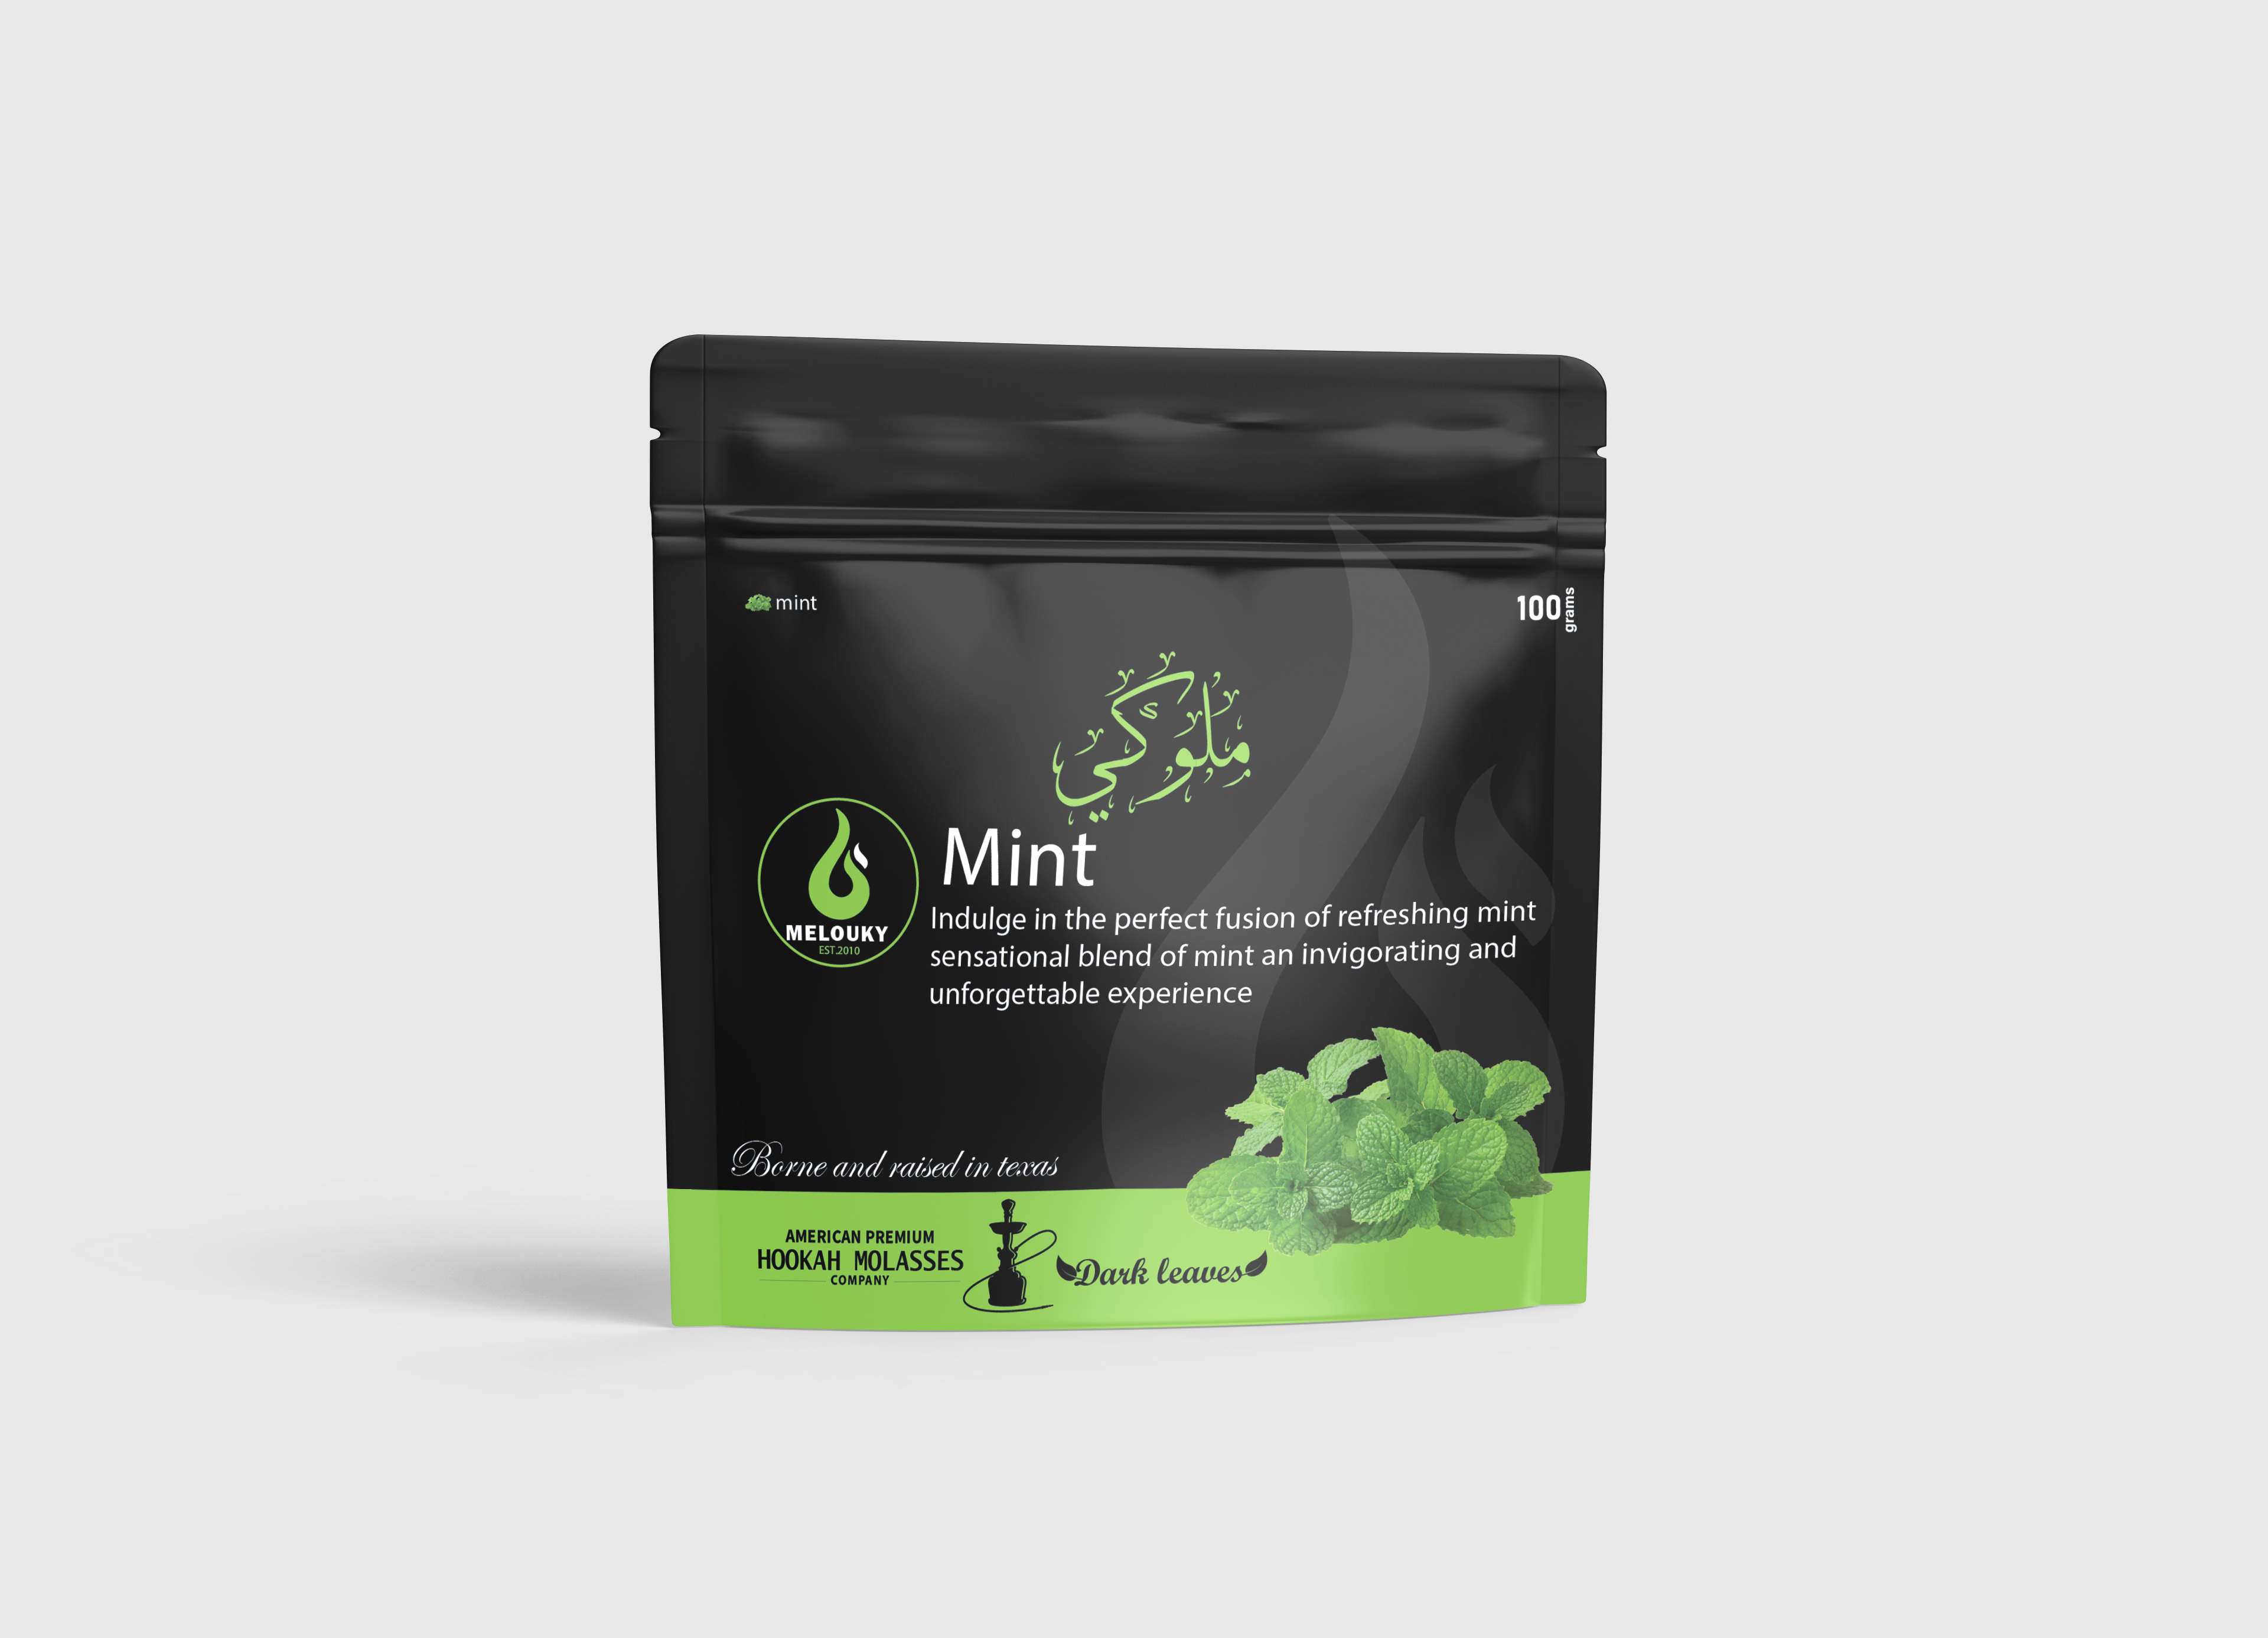 mint
100
grams
مِلُوكَي
MELOUKY
EST.2010
Mint
Indulge in the perfect fusion of refreshing mint
sensational blend of mint an invigorating and
unforgettable experience
Borne and raised in texas
AMERICAN PREMIUM
HOOKAH MOLASSES
COMPANY
Dark leaves